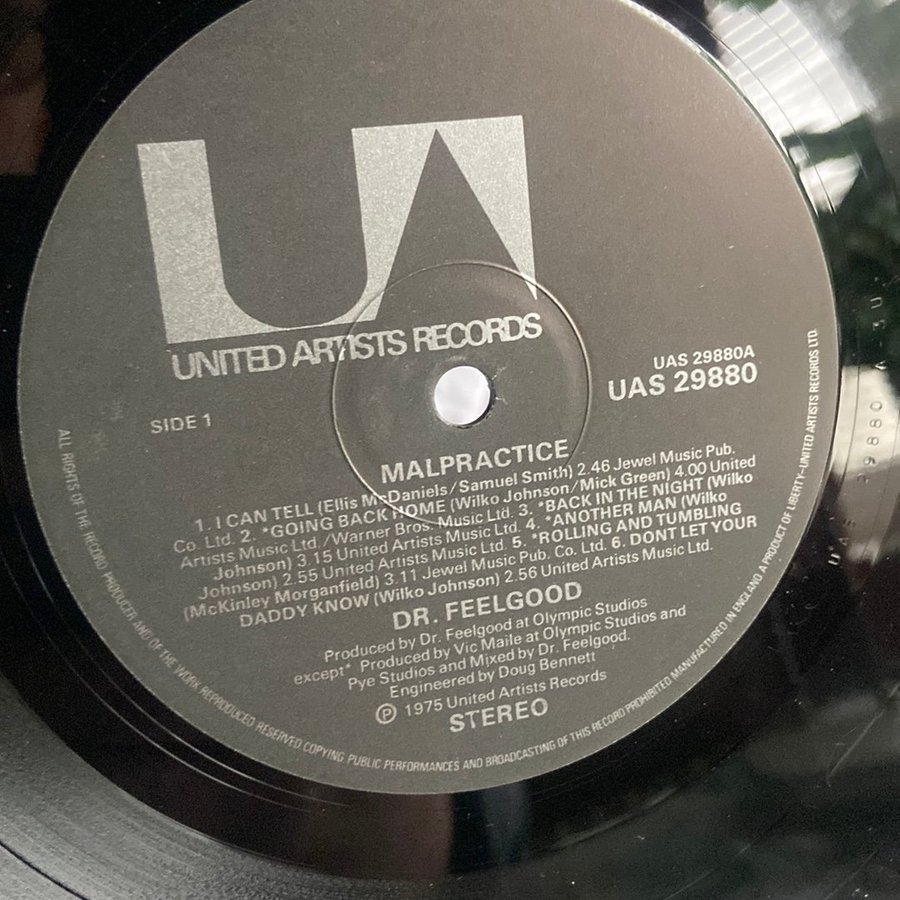 UA
UNITED ARTISTS RECORDS
UAS 29880A
UAS 29880
SIDE 1
MALPRACTICE
1. I CAN TELL (Ellis McDaniels/Samuel Smith) 2.46 Jewel Music Pub.
Co. Ltd. 2. *GOING BACK HOME (Wilko Johnson/Mick Green) 4.00 United
Artists Music Ltd./Warner Bros. Music Ltd. 3. *BACK IN THE NIGHT (Wilko
Johnson) 3.15 United Artists Music Ltd. 4. *ANOTHER MAN (Wilko
Johnson) 2.55 United Artists Music Ltd. 5. *ROLLING AND TUMBLING
(McKinley Morganfield) 3.11 Jewel Music Pub. Co. Ltd. 6. DONT LET YOUR
DADDY KNOW (Wilko Johnson) 2.56 United Artists Music Ltd.
DR. FEELGOOD
Produced by Dr. Feelgood at Olympic Studios
except* Produced by Vic Maile at Olympic Studios and
Pye Studios and Mixed by Dr. Feelgood.
Engineered by Doug Bennett
℗ 1975 United Artists Records
STEREO
ALL RIGHTS OF THE RECORD PRODUCER AND OF THE WORK REPRODUCED RESERVED COPYING PUBLIC PERFORMANCES AND BROADCASTING OF THIS RECORD PROHIBITED MANUFACTURED IN ENGLAND A PRODUCT OF LIBERTY–UNITED ARTISTS RECORDS LTD.